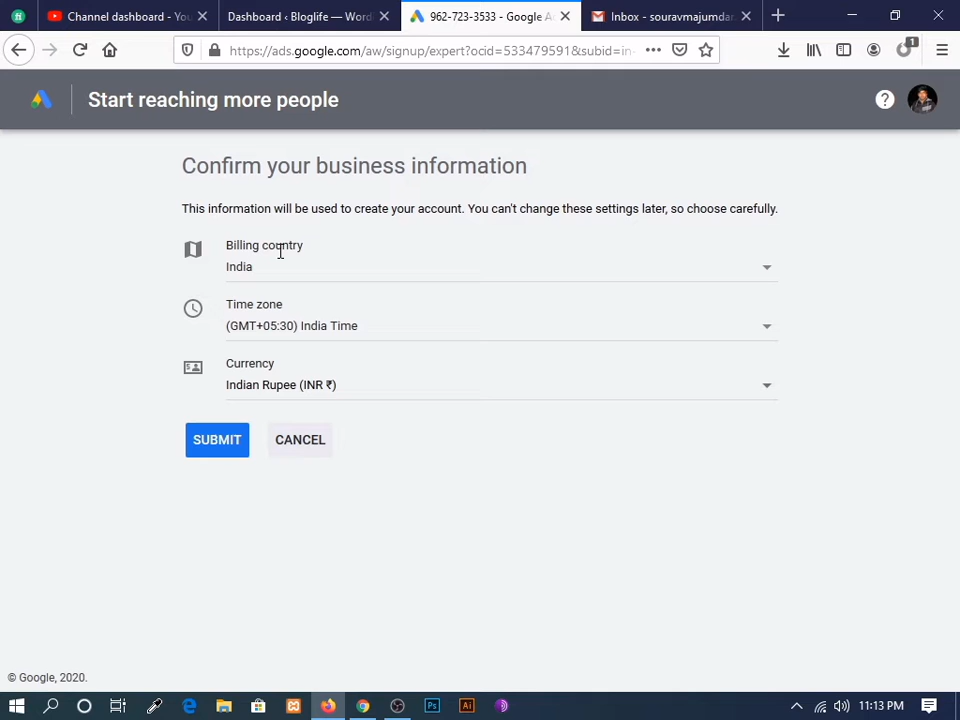 Channel dashboard - You
Dashboard ‹ Bloglife — Word
962-723-3533 - Google A
Inbox - souravmajumdar
https://ads.google.com/aw/signup/expert?ocid=533479591&subid=in-
1
Start reaching more people
Confirm your business information
This information will be used to create your account. You can't change these settings later, so choose carefully.
Billing country
India
Time zone
(GMT+05:30) India Time
Currency
Indian Rupee (INR ₹)
SUBMIT
CANCEL
© Google, 2020.
Ps
Ai
11:13 PM